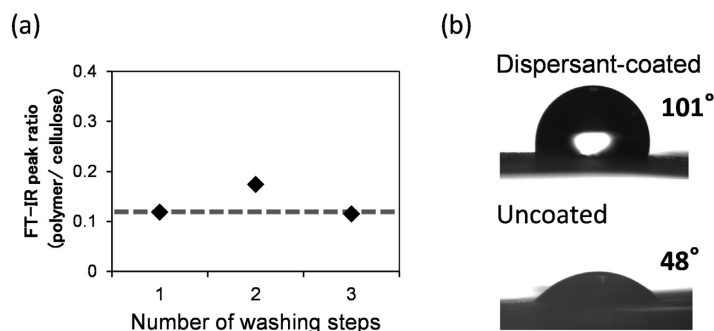 (a)
FT-IR peak ratio
(polymer/ cellulose)
0.4
0.3
0.2
0.1
0
1 2 3
Number of washing steps
(b)
Dispersant-coated
101°
Uncoated
48°